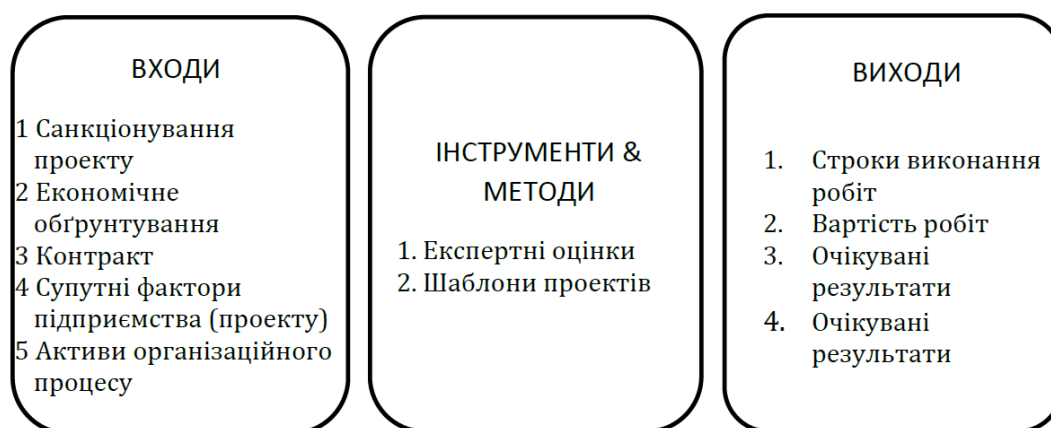 ВХОДИ
1 Санкціонування
проекту
2 Економічне
обґрунтування
3 Контракт
4 Супутні фактори
підприємства (проекту)
5 Активи організаційного
процесу
ІНСТРУМЕНТИ &
МЕТОДИ
1. Експертні оцінки
2. Шаблони проектів
ВИХОДИ
1. Строки виконання
робіт
2. Вартість робіт
3. Очікувані
результати
4. Очікувані
результати